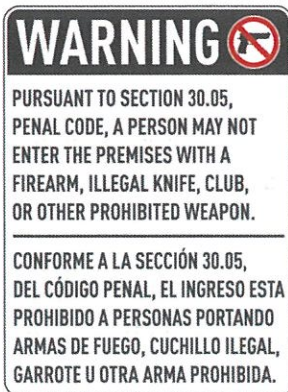 WARNING
PURSUANT TO SECTION 30.05,
PENAL CODE, A PERSON MAY NOT
ENTER THE PREMISES WITH A
FIREARM, ILLEGAL KNIFE, CLUB,
OR OTHER PROHIBITED WEAPON.
CONFORME A LA SECCIÓN 30.05,
DEL CÓDIGO PENAL, EL INGRESO ESTA
PROHIBIDO A PERSONAS PORTANDO
ARMAS DE FUEGO, CUCHILLO ILEGAL,
GARROTE U OTRA ARMA PROHIBIDA.